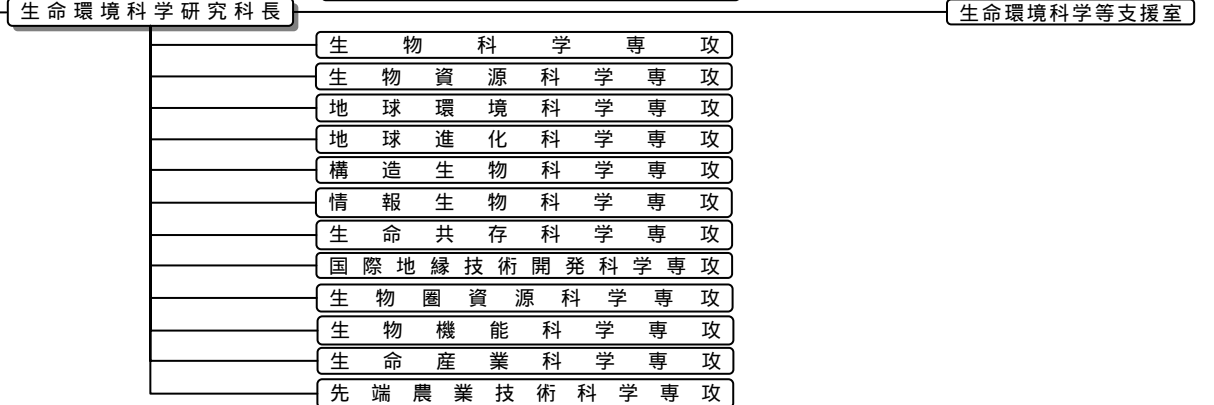 生命環境科学研究科長
生命環境科学等支援室
生物科学専攻
生物資源科学専攻
地球環境科学専攻
地球進化科学専攻
構造生物科学専攻
情報生物科学専攻
生命共存科学専攻
国際地縁技術開発科学専攻
生物圏資源科学専攻
生物機能科学専攻
生命産業科学専攻
先端農業技術科学専攻